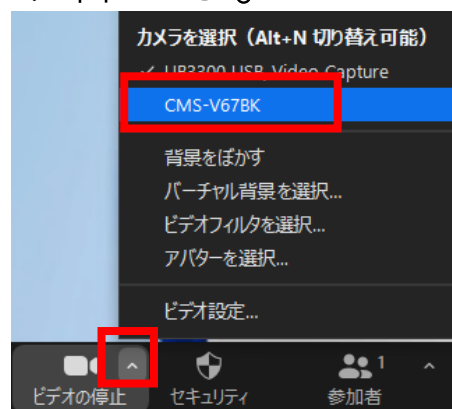 カメラを選択（Alt+N 切り替え可能）
USB Video Capture
CMS-V67BK
背景をぼかす
バーチャル背景を選択...
ビデオフィルタを選択...
アバターを選択...
ビデオ設定...
1
ビデオの停止
セキュリティ
参加者